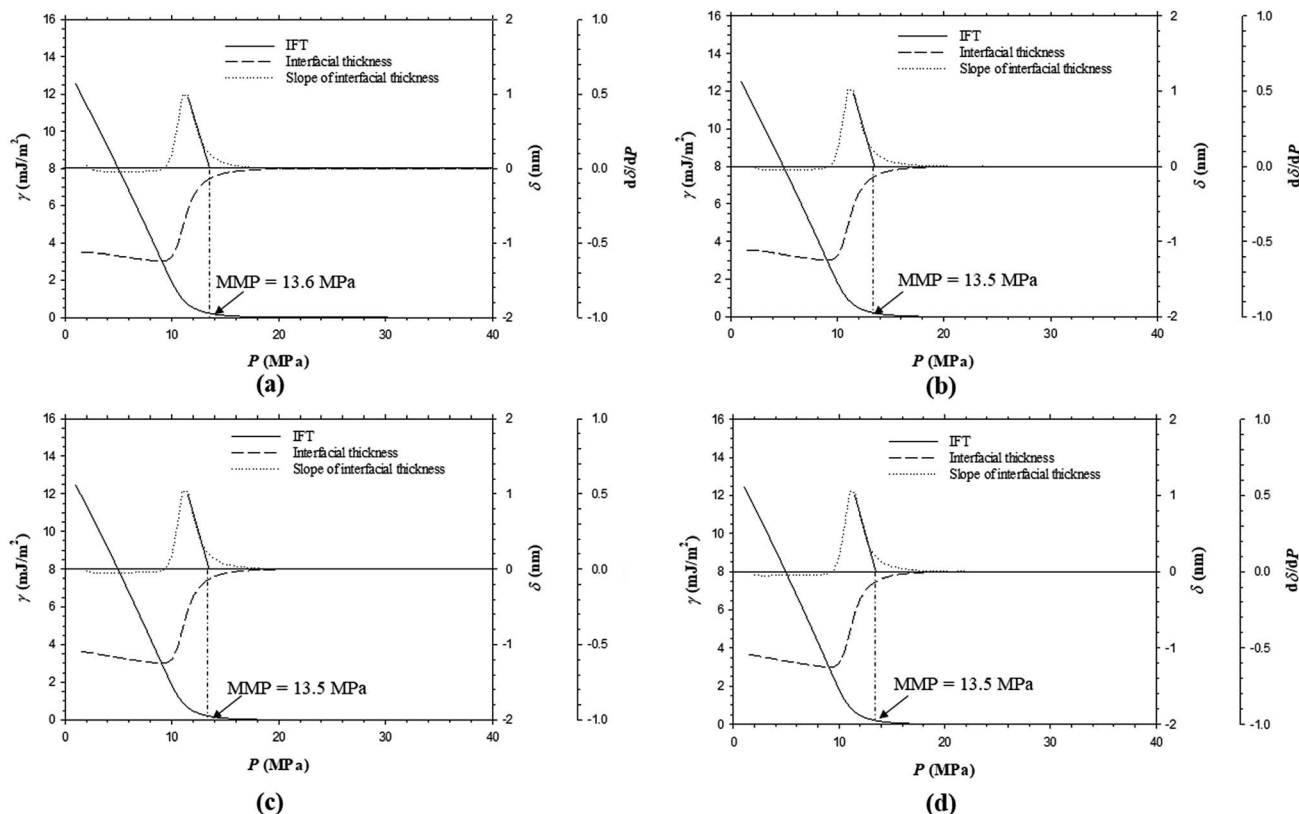 16
14
12
10
8
6
4
2
0
γ (mJ/m²)
IFT
Interfacial thickness
Slope of interfacial thickness
MMP = 13.6 MPa
0
10
20
30
40
P (MPa)
2
1
0
-1
-2
δ (nm)
1.0
0.5
0.0
-0.5
-1.0
dδ/dP
(a)
16
14
12
10
8
6
4
2
0
γ (mJ/m²)
IFT
Interfacial thickness
Slope of interfacial thickness
MMP = 13.5 MPa
0
10
20
30
40
P (MPa)
2
1
0
-1
-2
δ (nm)
1.0
0.5
0.0
-0.5
-1.0
dδ/dP
(b)
16
14
12
10
8
6
4
2
0
γ (mJ/m²)
IFT
Interfacial thickness
Slope of interfacial thickness
MMP = 13.5 MPa
0
10
20
30
40
P (MPa)
2
1
0
-1
-2
δ (nm)
1.0
0.5
0.0
-0.5
-1.0
dδ/dP
(c)
16
14
12
10
8
6
4
2
0
γ (mJ/m²)
IFT
Interfacial thickness
Slope of interfacial thickness
MMP = 13.5 MPa
0
10
20
30
40
P (MPa)
2
1
0
-1
-2
δ (nm)
1.0
0.5
0.0
-0.5
-1.0
dδ/dP
(d)